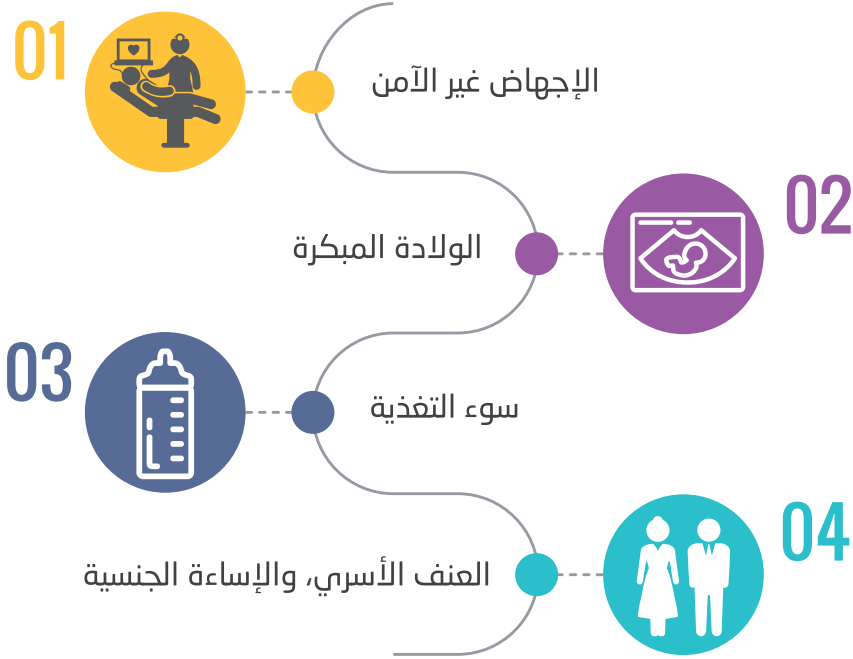 01
الإجهاض غير الآمن
02
الولادة المبكرة
03
سوء التغذية
04
العنف الأسري، والإساءة الجنسية